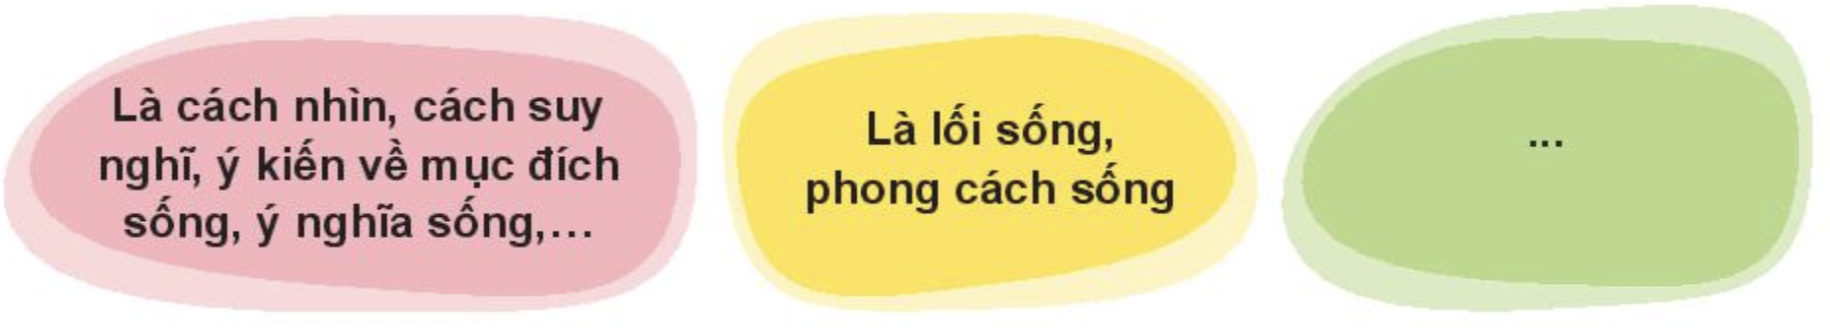 Là cách nhìn, cách suy
nghĩ, ý kiến về mục đích
sống, ý nghĩa sống,...
Là lối sống,
phong cách sống
...